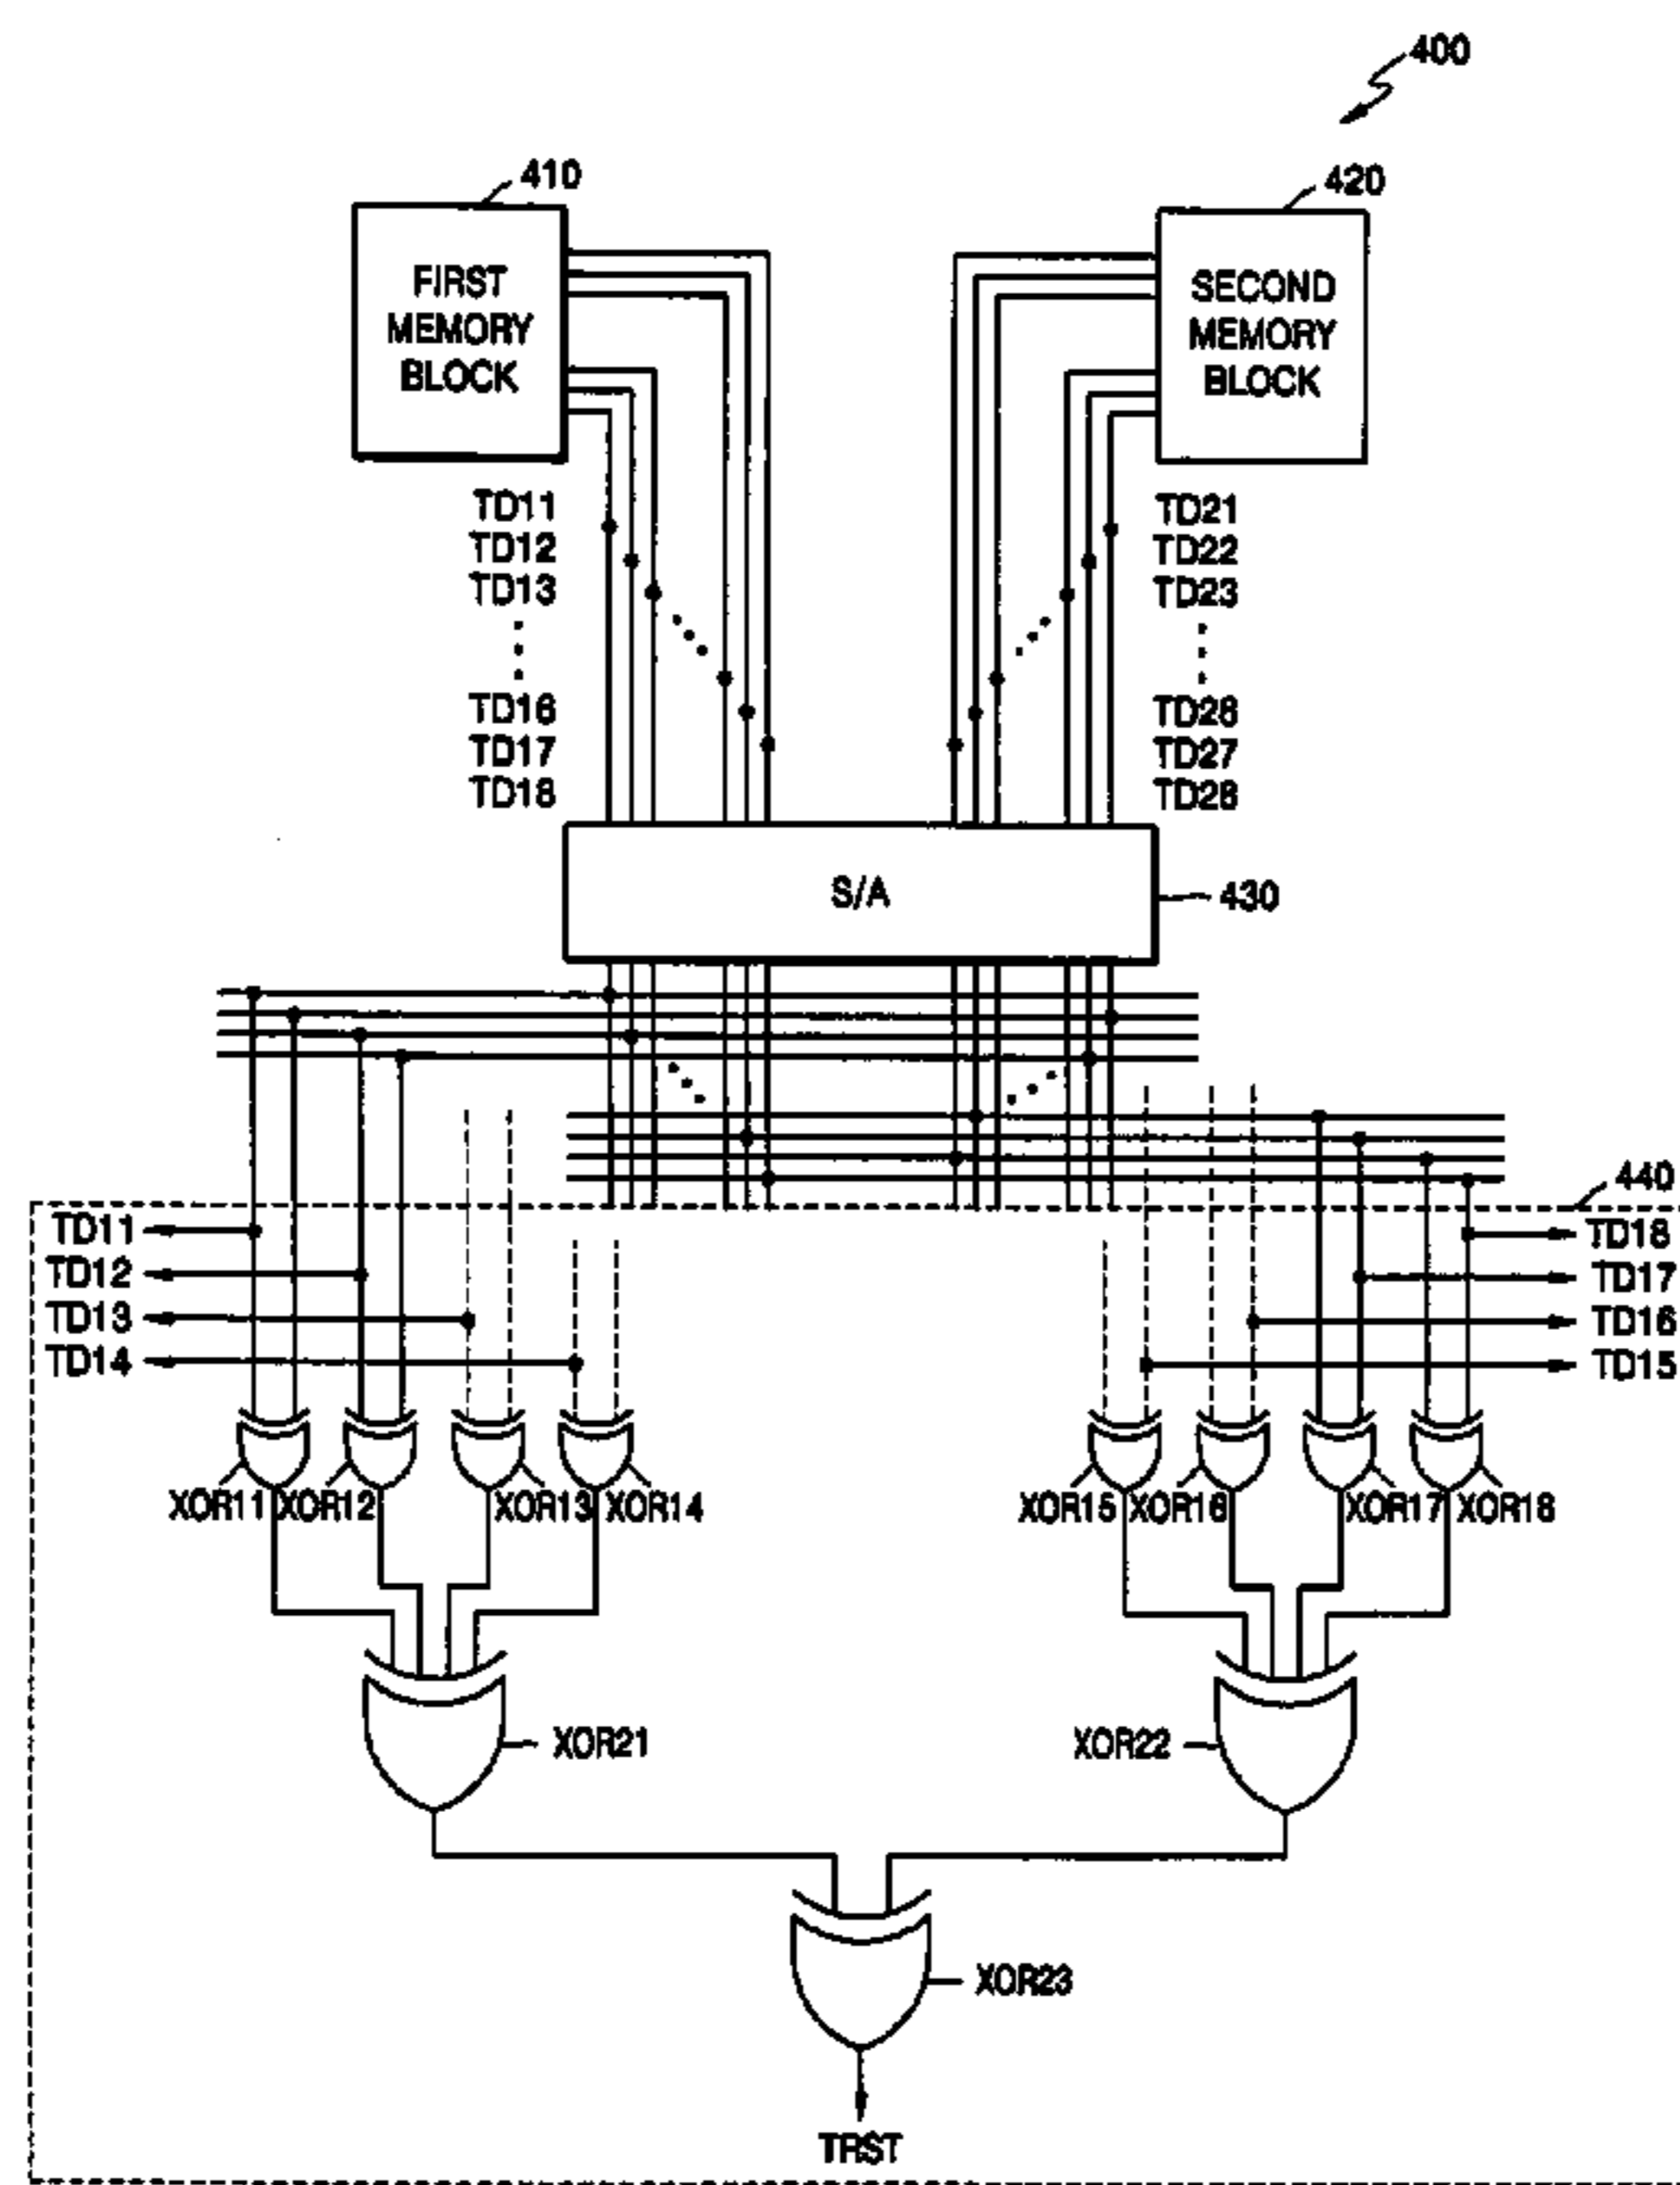 400
410
420
FIRST
MEMORY
BLOCK
SECOND
MEMORY
BLOCK
TD11
TD12
TD13
TD16
TD17
TD18
TD21
TD22
TD23
TD26
TD27
TD28
S/A
430
440
TD11
TD12
TD13
TD14
TD18
TD17
TD16
TD15
XOR11 XOR12 XOR13 XOR14 XOR15 XOR16 XOR17 XOR18
XOR21
XOR22
XOR23
TRST